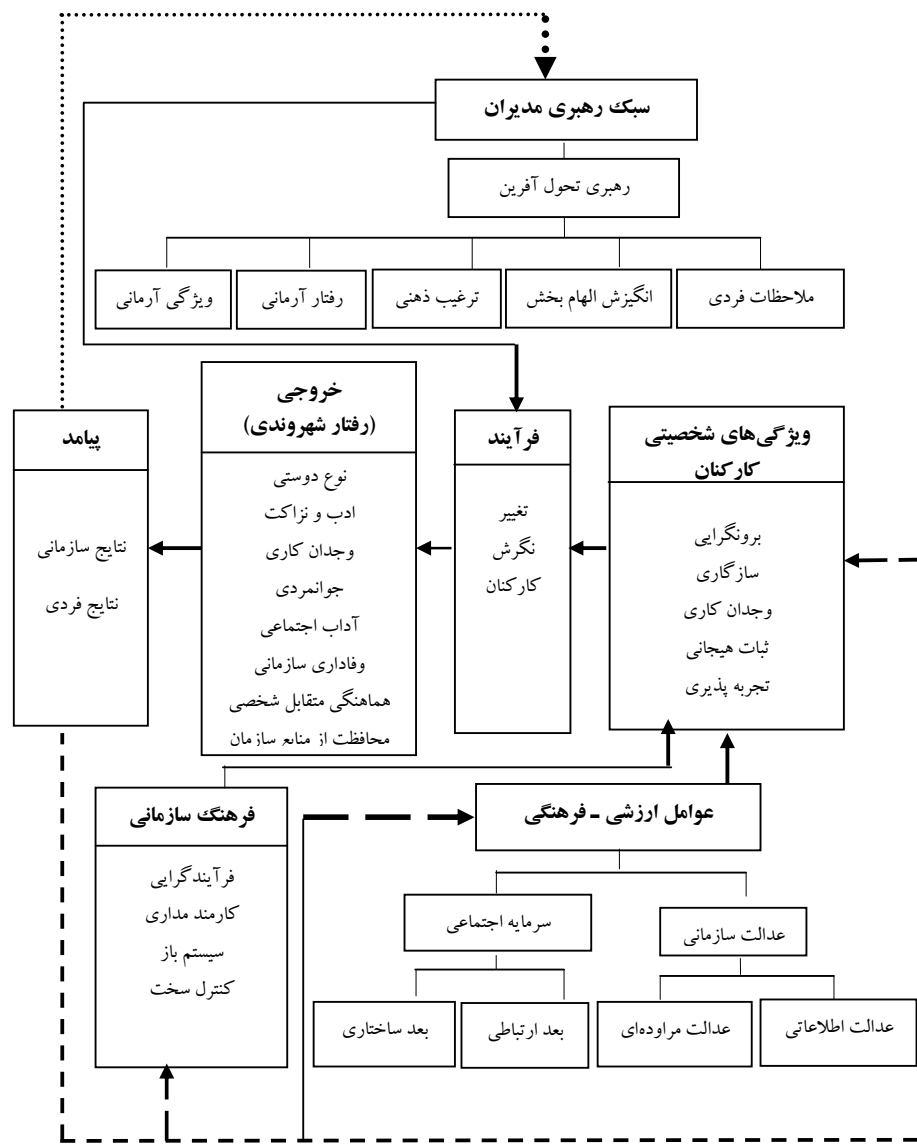 سبک رهبری مدیران
رهبری تحول آفرین
ملاحظات فردی
انگیزش الهام بخش
ترغیب ذهنی
رفتار آرمانی
ویژگی آرمانی
ویژگی‌های شخصیتی
کارکنان
برونگرایی
سازگاری
وجدان کاری
ثبات هیجانی
تجربه پذیری
فرآیند
تغییر
نگرش
کارکنان
خروجی
(رفتار شهروندی)
نوع دوستی
ادب و نزاکت
وجدان کاری
جوانمردی
آداب اجتماعی
وفاداری سازمانی
هماهنگی متقابل شخصی
محافظت از منابع سازمان
پیامد
نتایج سازمانی
نتایج فردی
عوامل ارزشی ـ فرهنگی
عدالت سازمانی
سرمایه اجتماعی
عدالت اطلاعاتی
عدالت مراوده‌ای
بعد ارتباطی
بعد ساختاری
فرهنگ سازمانی
فرآیندگرایی
کارمند مداری
سیستم باز
کنترل سخت